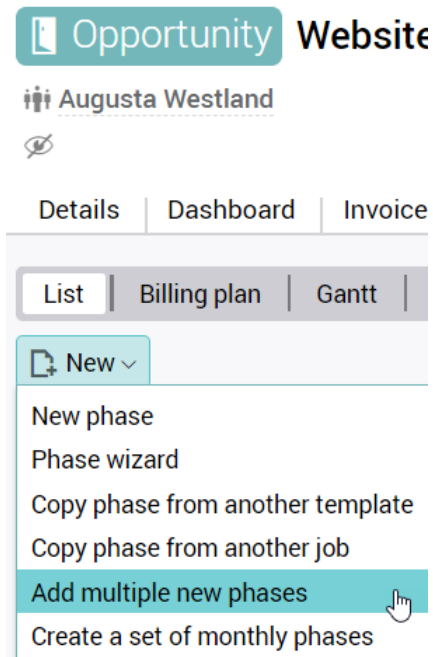 Opportunity Website
Augusta Westland
Details Dashboard Invoice
List Billing plan Gantt
New
New phase
Phase wizard
Copy phase from another template
Copy phase from another job
Add multiple new phases
Create a set of monthly phases